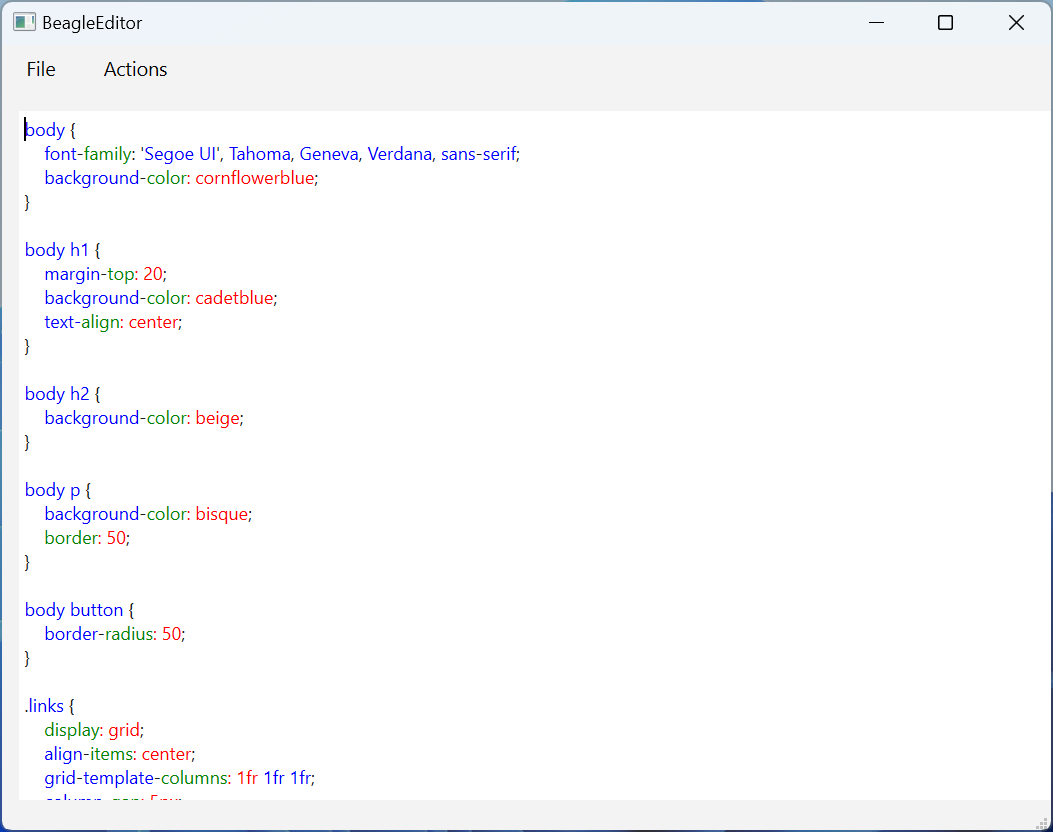 BeagleEditor
File Actions
body {
font-family: 'Segoe UI', Tahoma, Geneva, Verdana, sans-serif;
background-color: cornflowerblue;
}
body h1 {
margin-top: 20;
background-color: cadetblue;
text-align: center;
}
body h2 {
background-color: beige;
}
body p {
background-color: bisque;
border: 50;
}
body button {
border-radius: 50;
}
.links {
display: grid;
align-items: center;
grid-template-columns: 1fr 1fr 1fr;